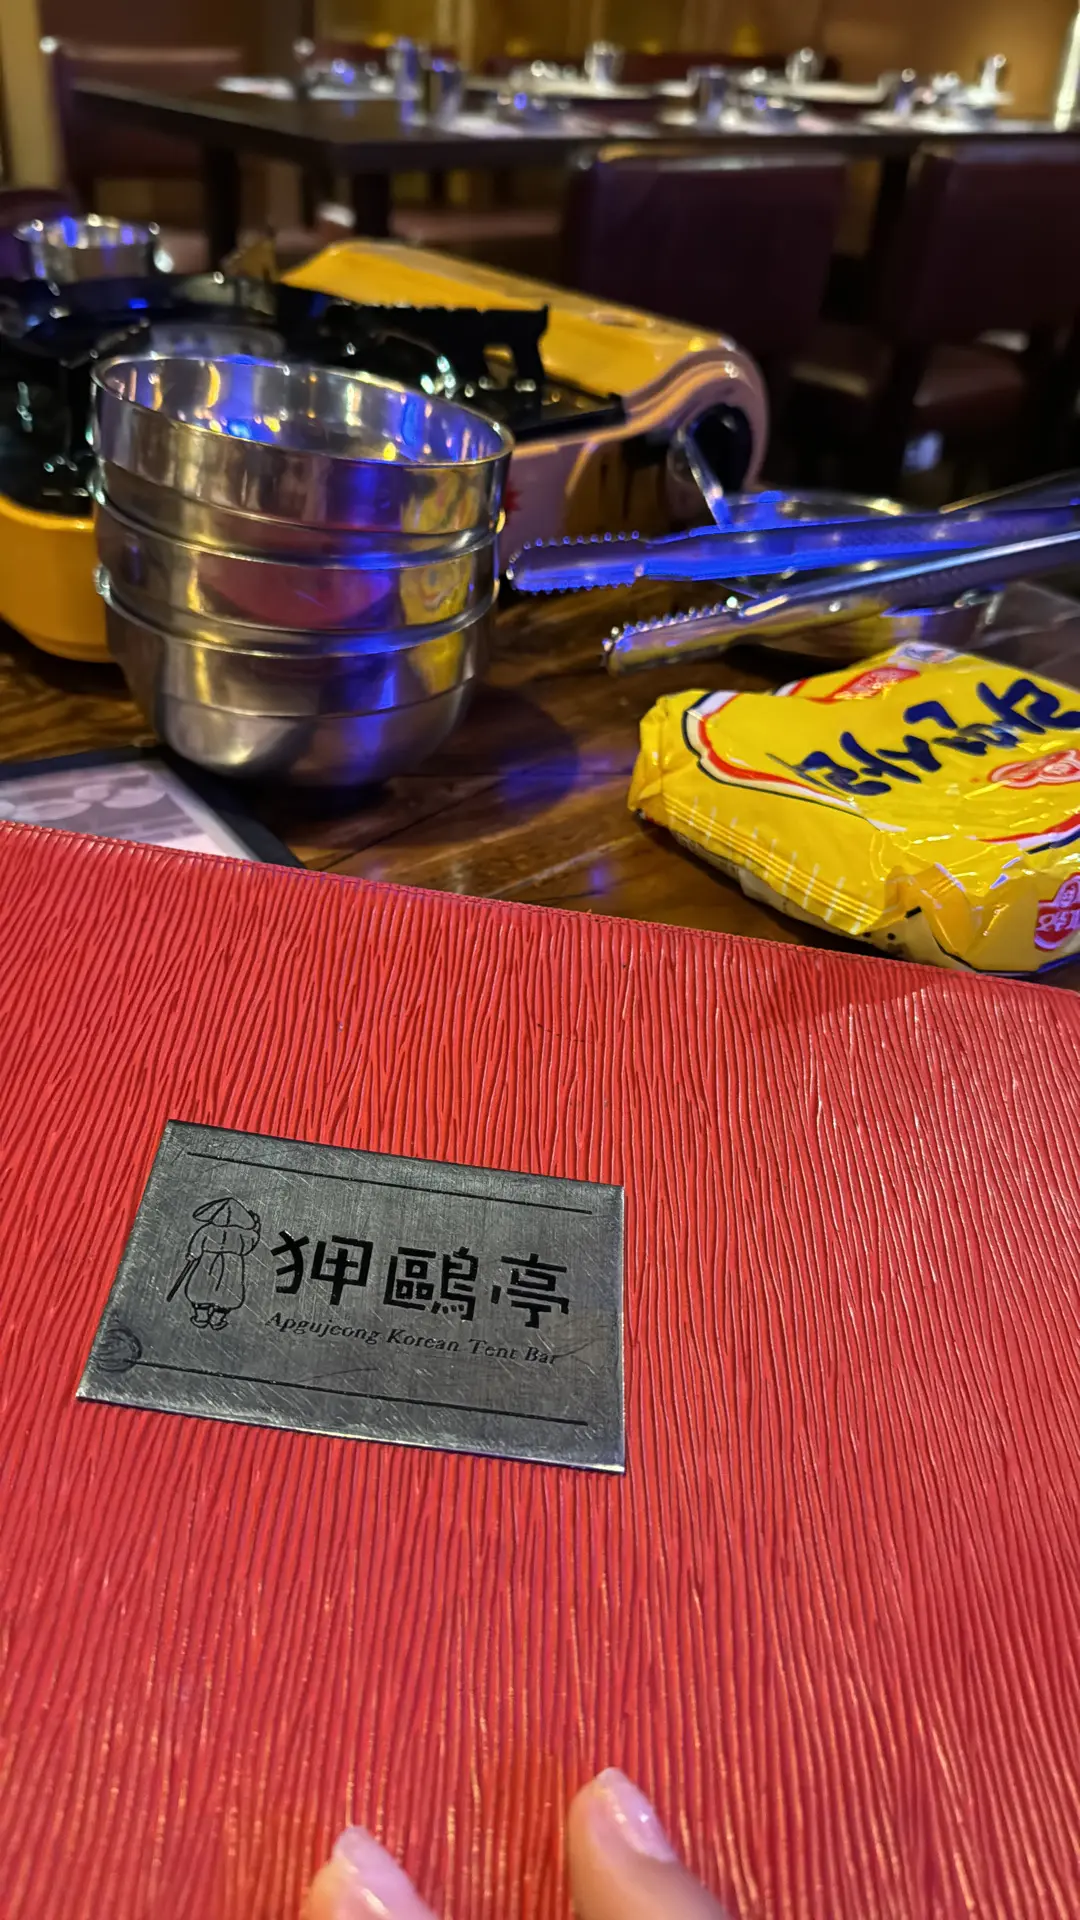 狎鷗亭
Apgujeong Korean Tent Bar